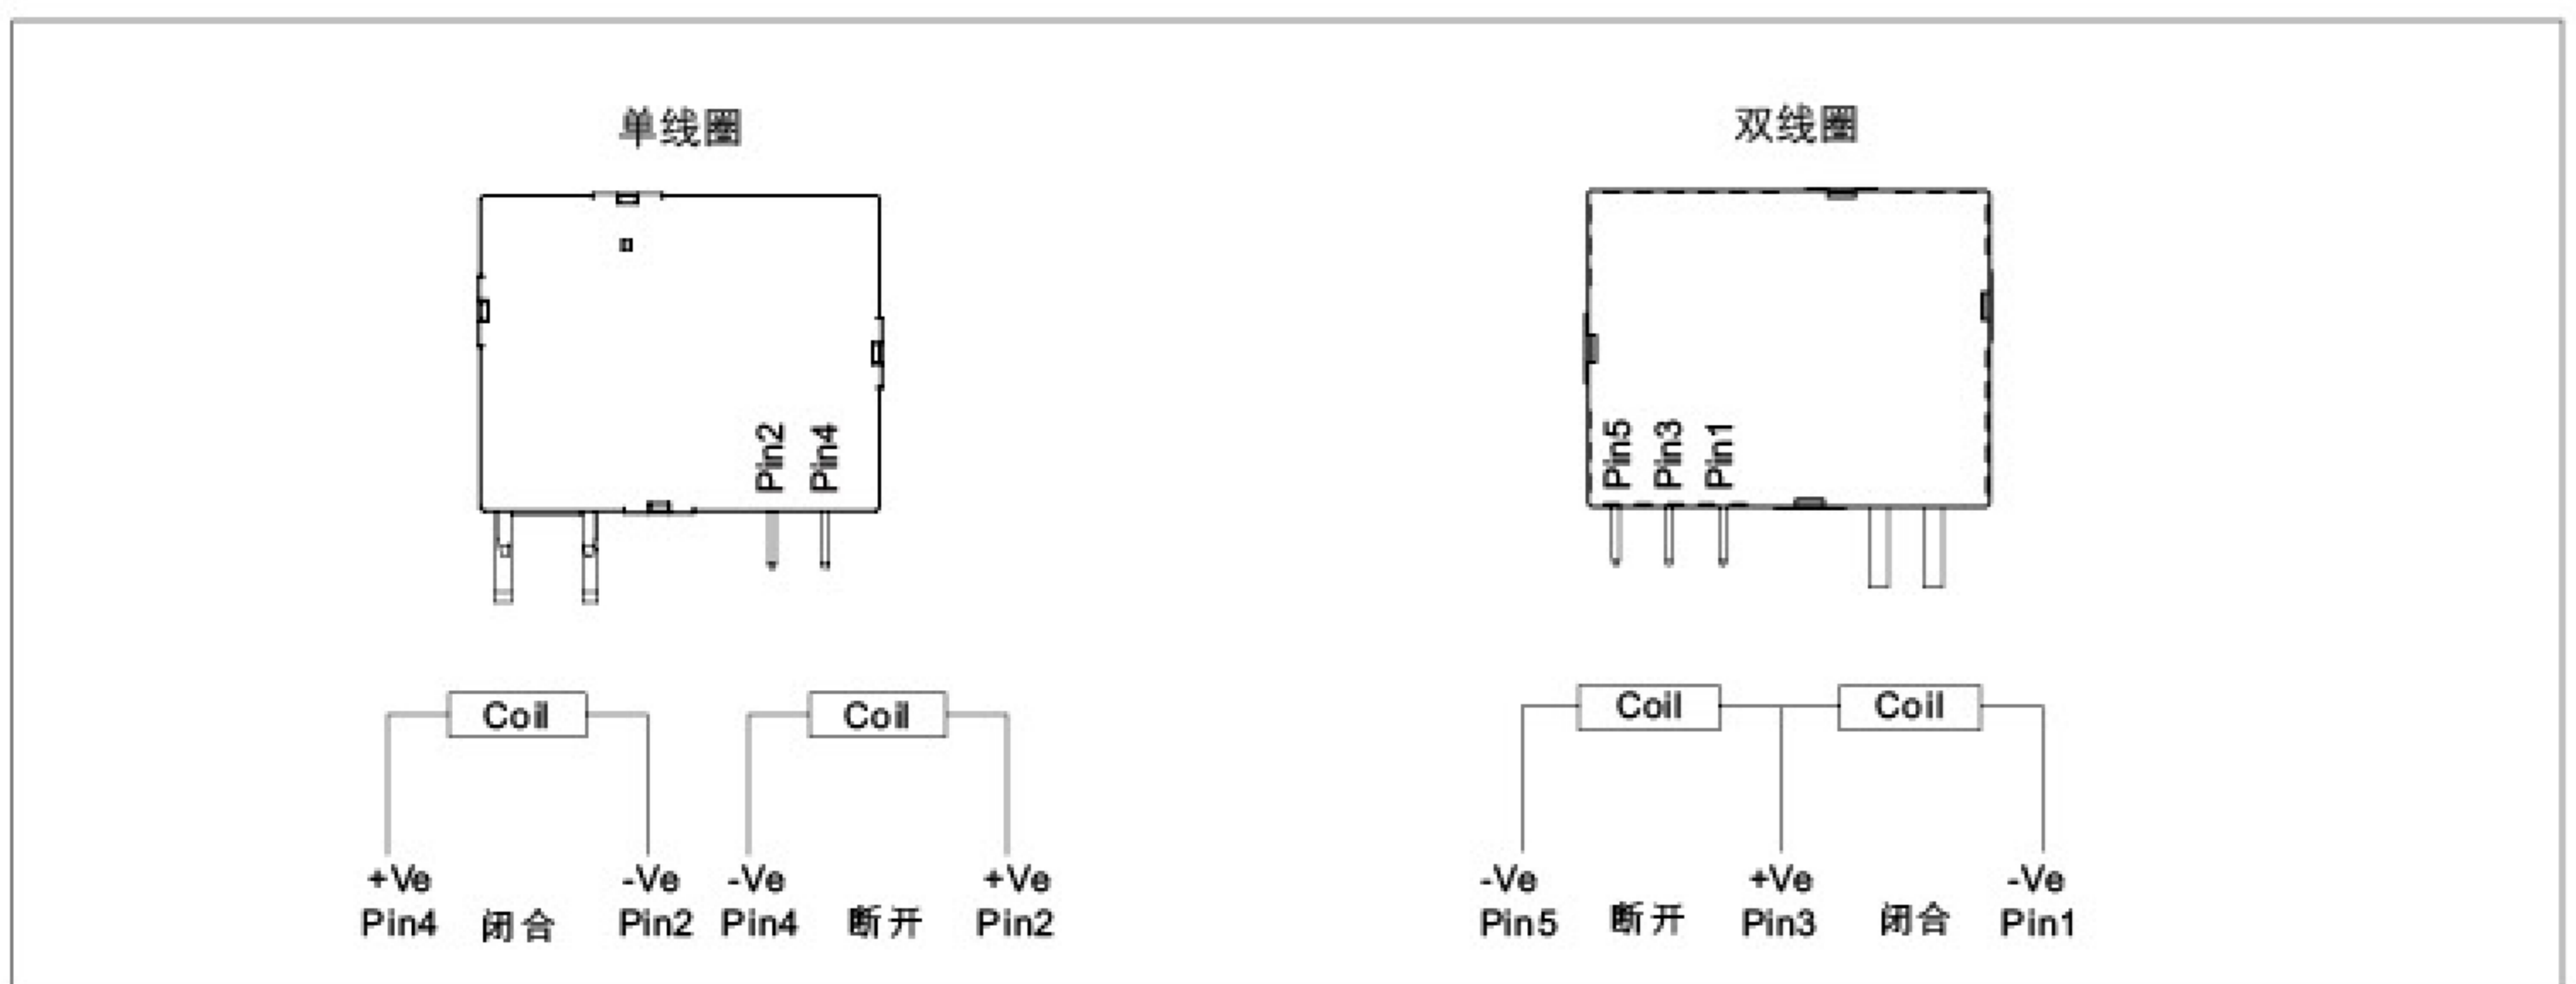 单线圈
双线圈
Pin2
Pin4
Pin5
Pin3
Pin1
Coil
Coil
Coil
Coil
+Ve
-Ve
-Ve
+Ve
-Ve
+Ve
-Ve
Pin4 闭合 Pin2
Pin4 断开 Pin2
Pin5 断开 Pin3 闭合 Pin1